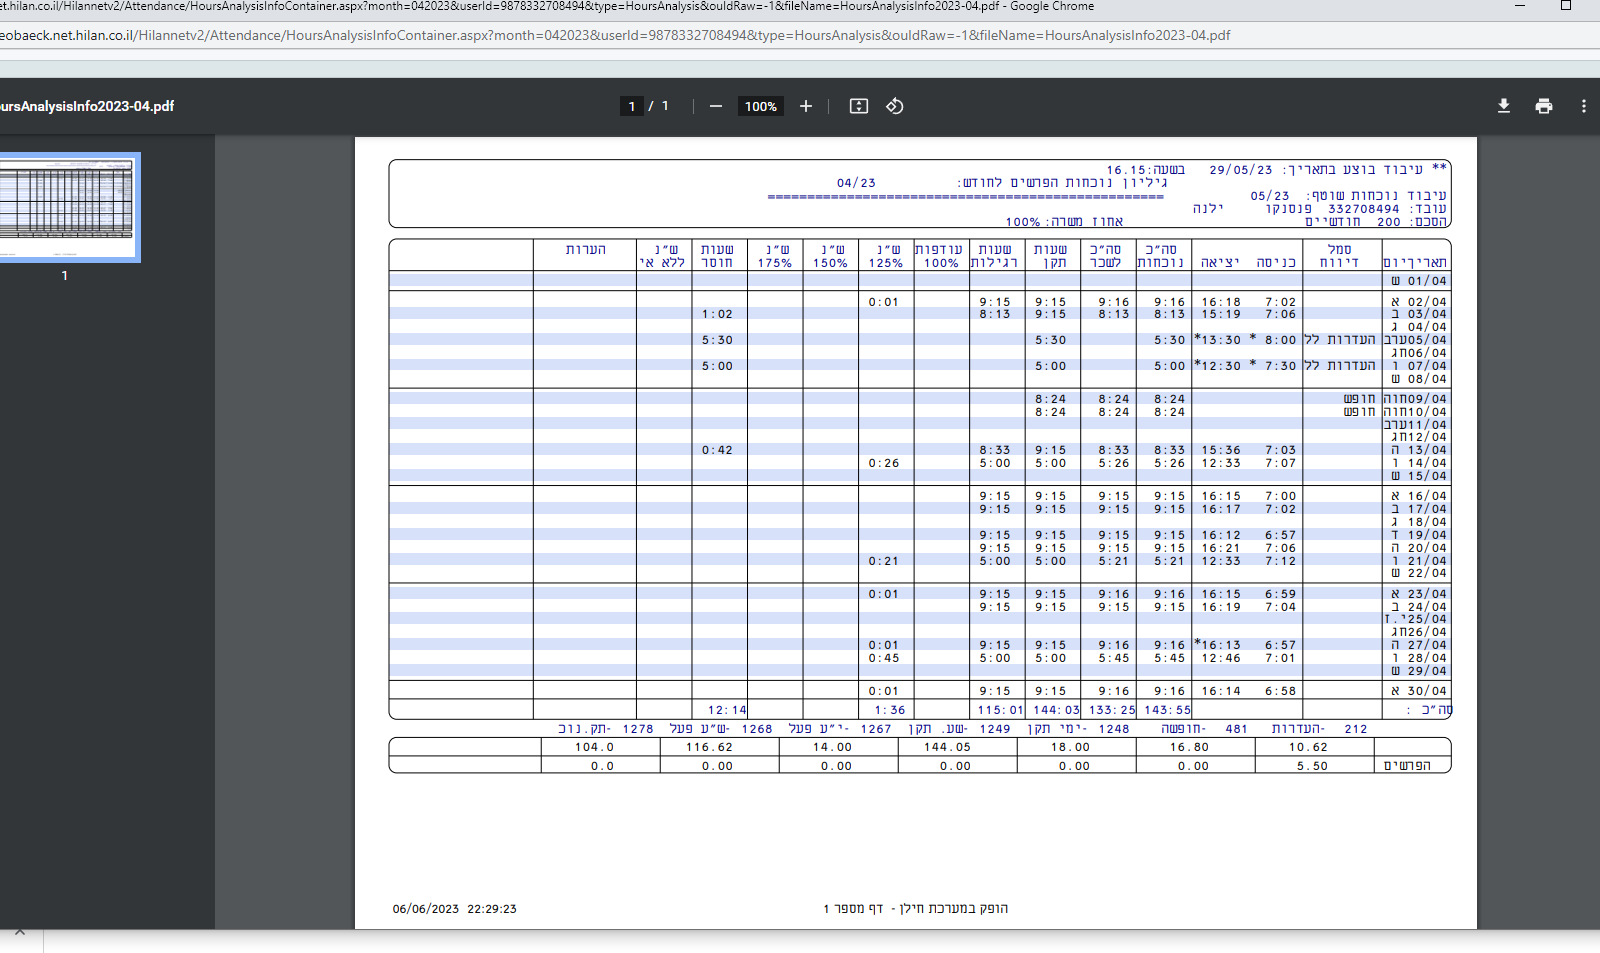 et.hilan.co.il/Hilannetv2/Attendance/HoursAnalysisInfoContainer.aspx?month=042023&userId=9878332708494&type=HoursAnalysis&ouldRaw=-1&fileName=HoursAnalysisInfo2023-04.pdf - Google Chrome
eobaeck.net.hilan.co.il/Hilannetv2/Attendance/HoursAnalysisInfoContainer.aspx?month=042023&userId=9878332708494&type=HoursAnalysis&ouldRaw=-1&fileName=HoursAnalysisInfo2023-04.pdf
oursAnalysisInfo2023-04.pdf
1 / 1
100%
1
** עיבוד בוצע בתאריך: 29/05/23 בשעה:16.15
גיליון נוכחות הפרשים לחודש: 04/23
עיבוד נוכחות שוטף: 05/23
עובד: 332708494 פנסנקו ילנה
הסכם: 200 חודשיים אחוז משרה: 100%
תאריך יום סמל דיווח כניסה יציאה סה"כ נוכחות סה"כ לשכר שעות תקן שעות רגילות עודפות 100% ש"נ 125% ש"נ 150% ש"נ 175% שעות חוסר ש"נ ללא אי הערות
01/04 ש
02/04 א 7:02 16:18 9:16 9:16 9:15 9:15 0:01
03/04 ב 7:06 15:19 8:13 8:13 9:15 8:13 1:02
04/04 ג
05/04 ערב העדרות לל 8:00 * 13:30* 5:30 5:30 5:30
06/04 חג
07/04 ו העדרות לל 7:30 * 12:30* 5:00 5:00 5:00
08/04 ש
09/04 חוה חופש 8:24 8:24 8:24
10/04 חוה חופש 8:24 8:24 8:24
11/04 ערב
12/04 חג
13/04 ה 7:03 15:36 8:33 8:33 9:15 8:33 0:42
14/04 ו 7:07 12:33 5:26 5:26 5:00 5:00 0:26
15/04 ש
16/04 א 7:00 16:15 9:15 9:15 9:15 9:15
17/04 ב 7:02 16:17 9:15 9:15 9:15 9:15
18/04 ג
19/04 ד 6:57 16:12 9:15 9:15 9:15 9:15
20/04 ה 7:06 16:21 9:15 9:15 9:15 9:15
21/04 ו 7:12 12:33 5:21 5:21 5:00 5:00 0:21
22/04 ש
23/04 א 6:59 16:15 9:16 9:16 9:15 9:15 0:01
24/04 ב 7:04 16:19 9:15 9:15 9:15 9:15
25/04 י.ז
26/04 חג
27/04 ה 6:57 16:13* 9:16 9:16 9:15 9:15 0:01
28/04 ו 7:01 12:46 5:45 5:45 5:00 5:00 0:45
29/04 ש
30/04 א 6:58 16:14 9:16 9:16 9:15 9:15 0:01
סה"כ : 143:55 133:25 144:03 115:01 1:36 12:14
212 -העדרות 481 -חופשה 1248 -ימי תקן 1249 -שע. תקן 1267 -י"ע פעל 1268 -ש"ע פעל 1278 -תק.נוכ
10.62 16.80 18.00 144.05 14.00 116.62 104.0
הפרשים 5.50 0.00 0.00 0.00 0.00 0.00 0.0
הופק במערכת חילן - דף מספר 1
06/06/2023 22:29:23